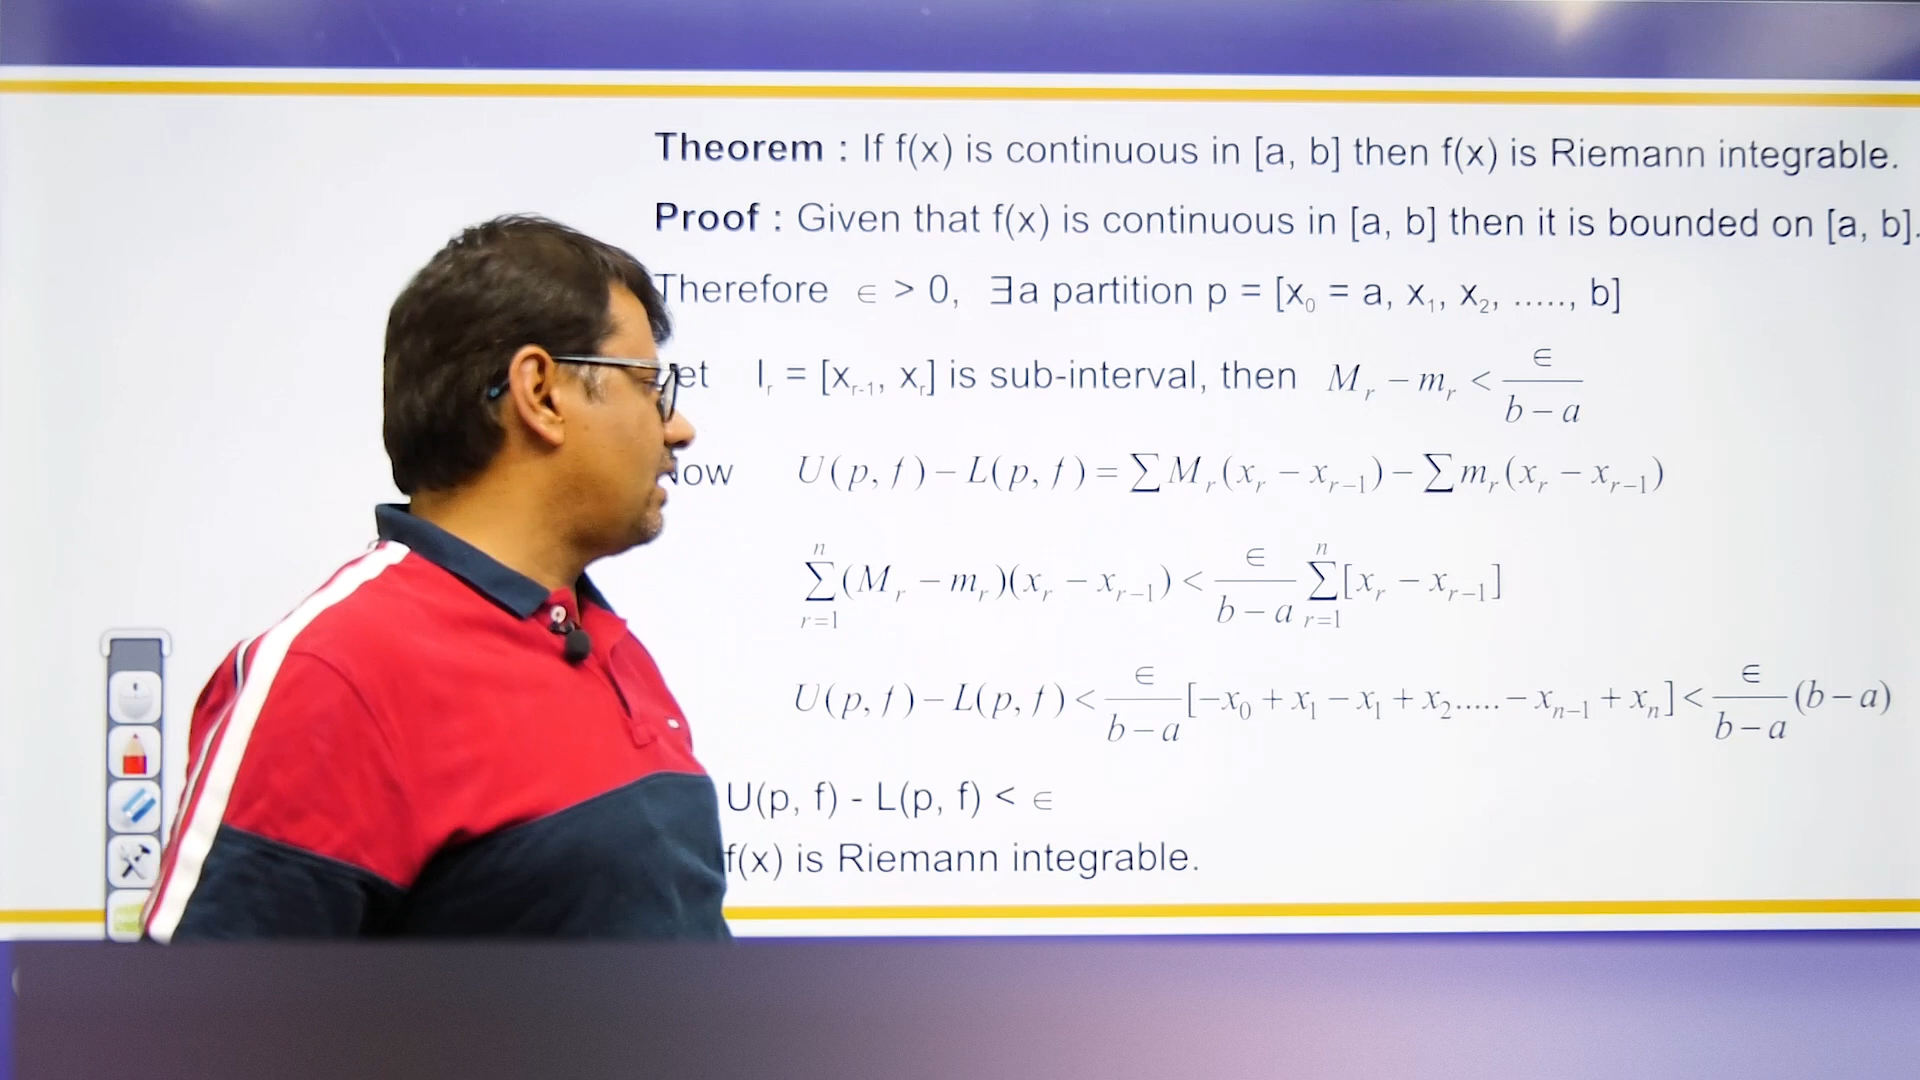 Theorem : If f(x) is continuous in [a, b] then f(x) is Riemann integrable.
Proof : Given that f(x) is continuous in [a, b] then it is bounded on [a, b].
Therefore ∈ > 0, ∃a partition p = [x₀ = a, x₁, x₂, ....., b]
et Iᵣ = [xᵣ₋₁, xᵣ] is sub-interval, then Mᵣ − mᵣ < ∈/(b − a)
Now U(p, f) − L(p, f) = ∑Mᵣ(xᵣ − xᵣ₋₁) − ∑mᵣ(xᵣ − xᵣ₋₁)
∑_{r=1}^{n}(Mᵣ − mᵣ)(xᵣ − xᵣ₋₁) < ∈/(b − a) ∑_{r=1}^{n}[xᵣ − xᵣ₋₁]
U(p, f) − L(p, f) < ∈/(b − a) [−x₀ + x₁ − x₁ + x₂..... − xₙ₋₁ + xₙ] < ∈/(b − a) (b − a)
U(p, f) - L(p, f) < ∈
f(x) is Riemann integrable.